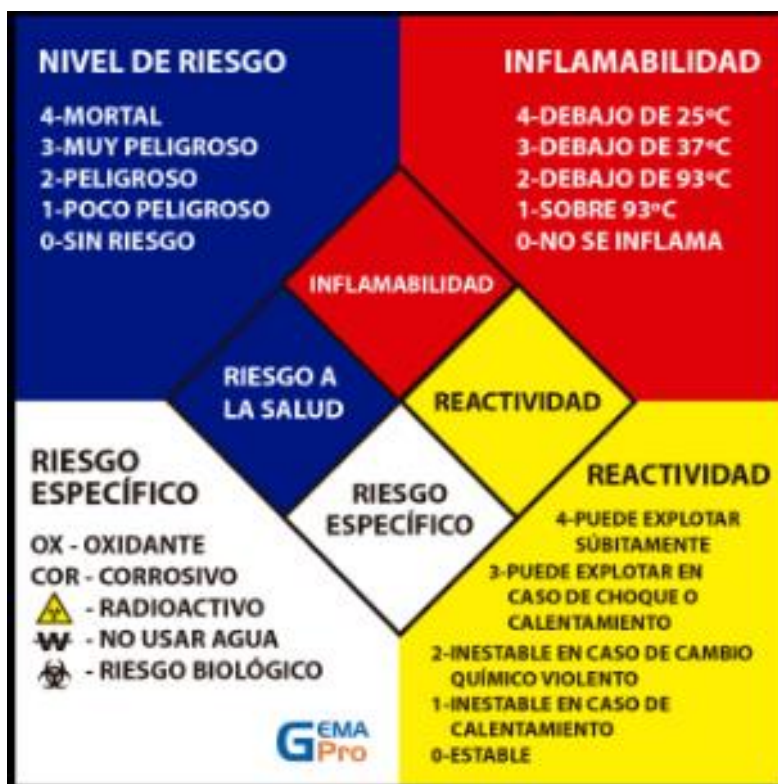 NIVEL DE RIESGO
4-MORTAL
3-MUY PELIGROSO
2-PELIGROSO
1-POCO PELIGROSO
0-SIN RIESGO
INFLAMABILIDAD
4-DEBAJO DE 25ºC
3-DEBAJO DE 37ºC
2-DEBAJO DE 93ºC
1-SOBRE 93ºC
0-NO SE INFLAMA
INFLAMABILIDAD
RIESGO A
LA SALUD
REACTIVIDAD
RIESGO
ESPECÍFICO
RIESGO
ESPECÍFICO
OX - OXIDANTE
COR - CORROSIVO
- RADIOACTIVO
W - NO USAR AGUA
- RIESGO BIOLÓGICO
REACTIVIDAD
4-PUEDE EXPLOTAR
SÚBITAMENTE
3-PUEDE EXPLOTAR EN
CASO DE CHOQUE O
CALENTAMIENTO
2-INESTABLE EN CASO DE CAMBIO
QUÍMICO VIOLENTO
1-INESTABLE EN CASO DE
CALENTAMIENTO
0-ESTABLE
GEMA
Pro